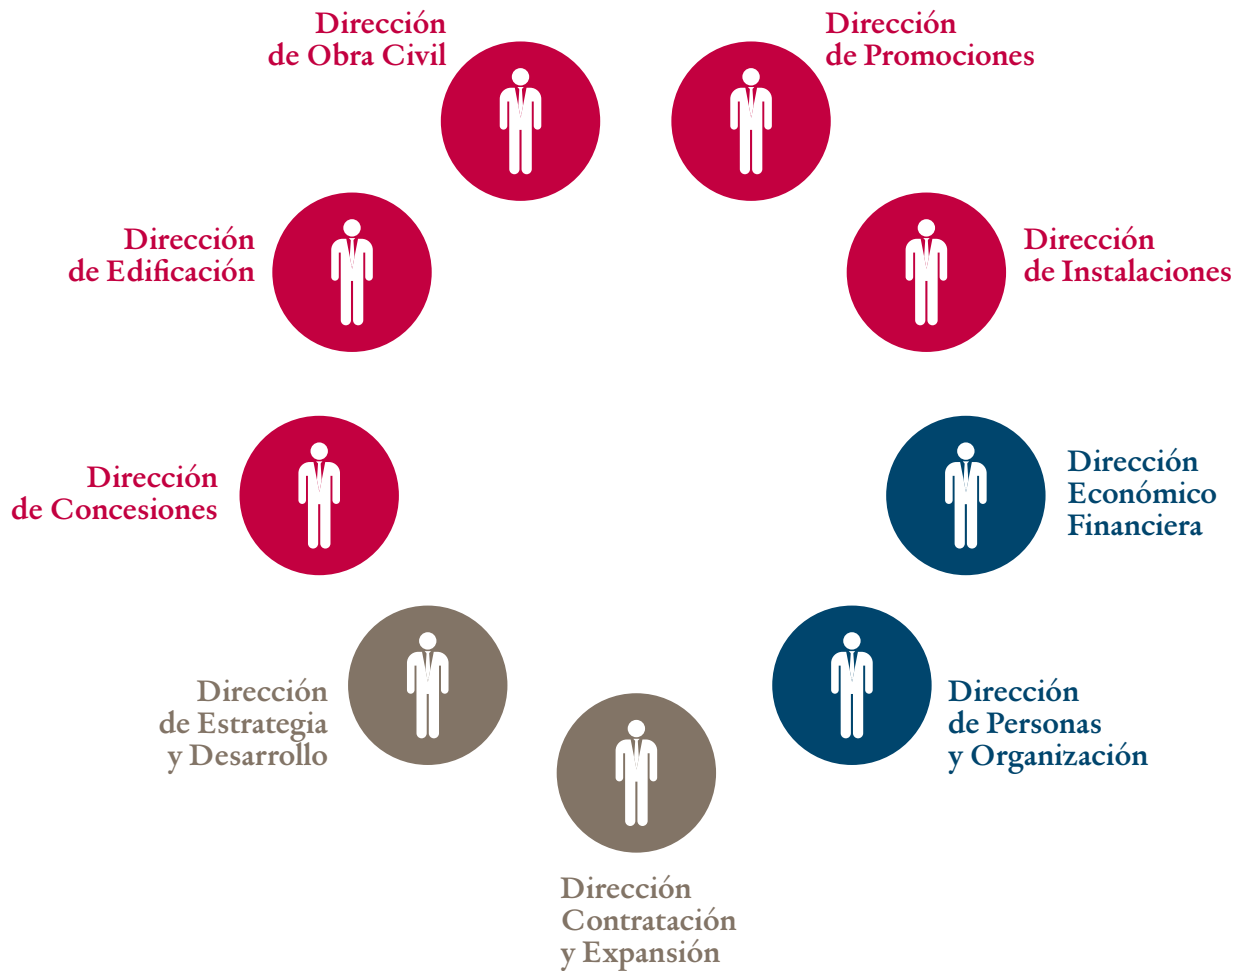 Dirección
de Obra Civil
Dirección
de Promociones
Dirección
de Edificación
Dirección
de Instalaciones
Dirección
de Concesiones
Dirección
Económico
Financiera
Dirección
de Estrategia
y Desarrollo
Dirección
de Personas
y Organización
Dirección
Contratación
y Expansión